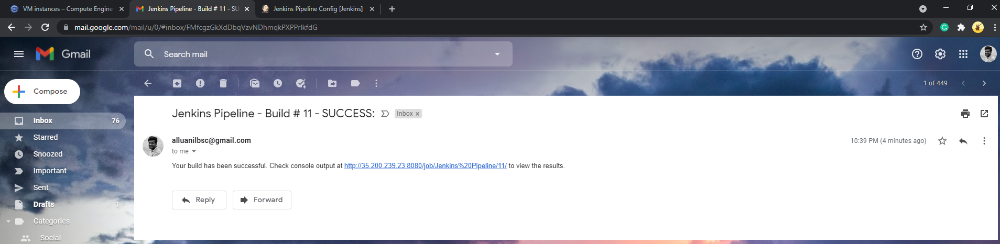 VM instances – Compute Engine
Jenkins Pipeline - Build # 11 - SU
Jenkins Pipeline Config [Jenkins]
mail.google.com/mail/u/0/#inbox/FMfcgzGkXdDbqVzvNDhmqkPXPPrlkfdG
Gmail
Search mail
Compose
1 of 449
Inbox 76
Starred
Snoozed
Important
Sent
Drafts 1
Categories
Social
Jenkins Pipeline - Build # 11 - SUCCESS: Inbox
alluanilbsc@gmail.com
10:39 PM (4 minutes ago)
to me
Your build has been successful. Check console output at http://35.200.239.23:8080/job/Jenkins%20Pipeline/11/ to view the results.
Reply
Forward